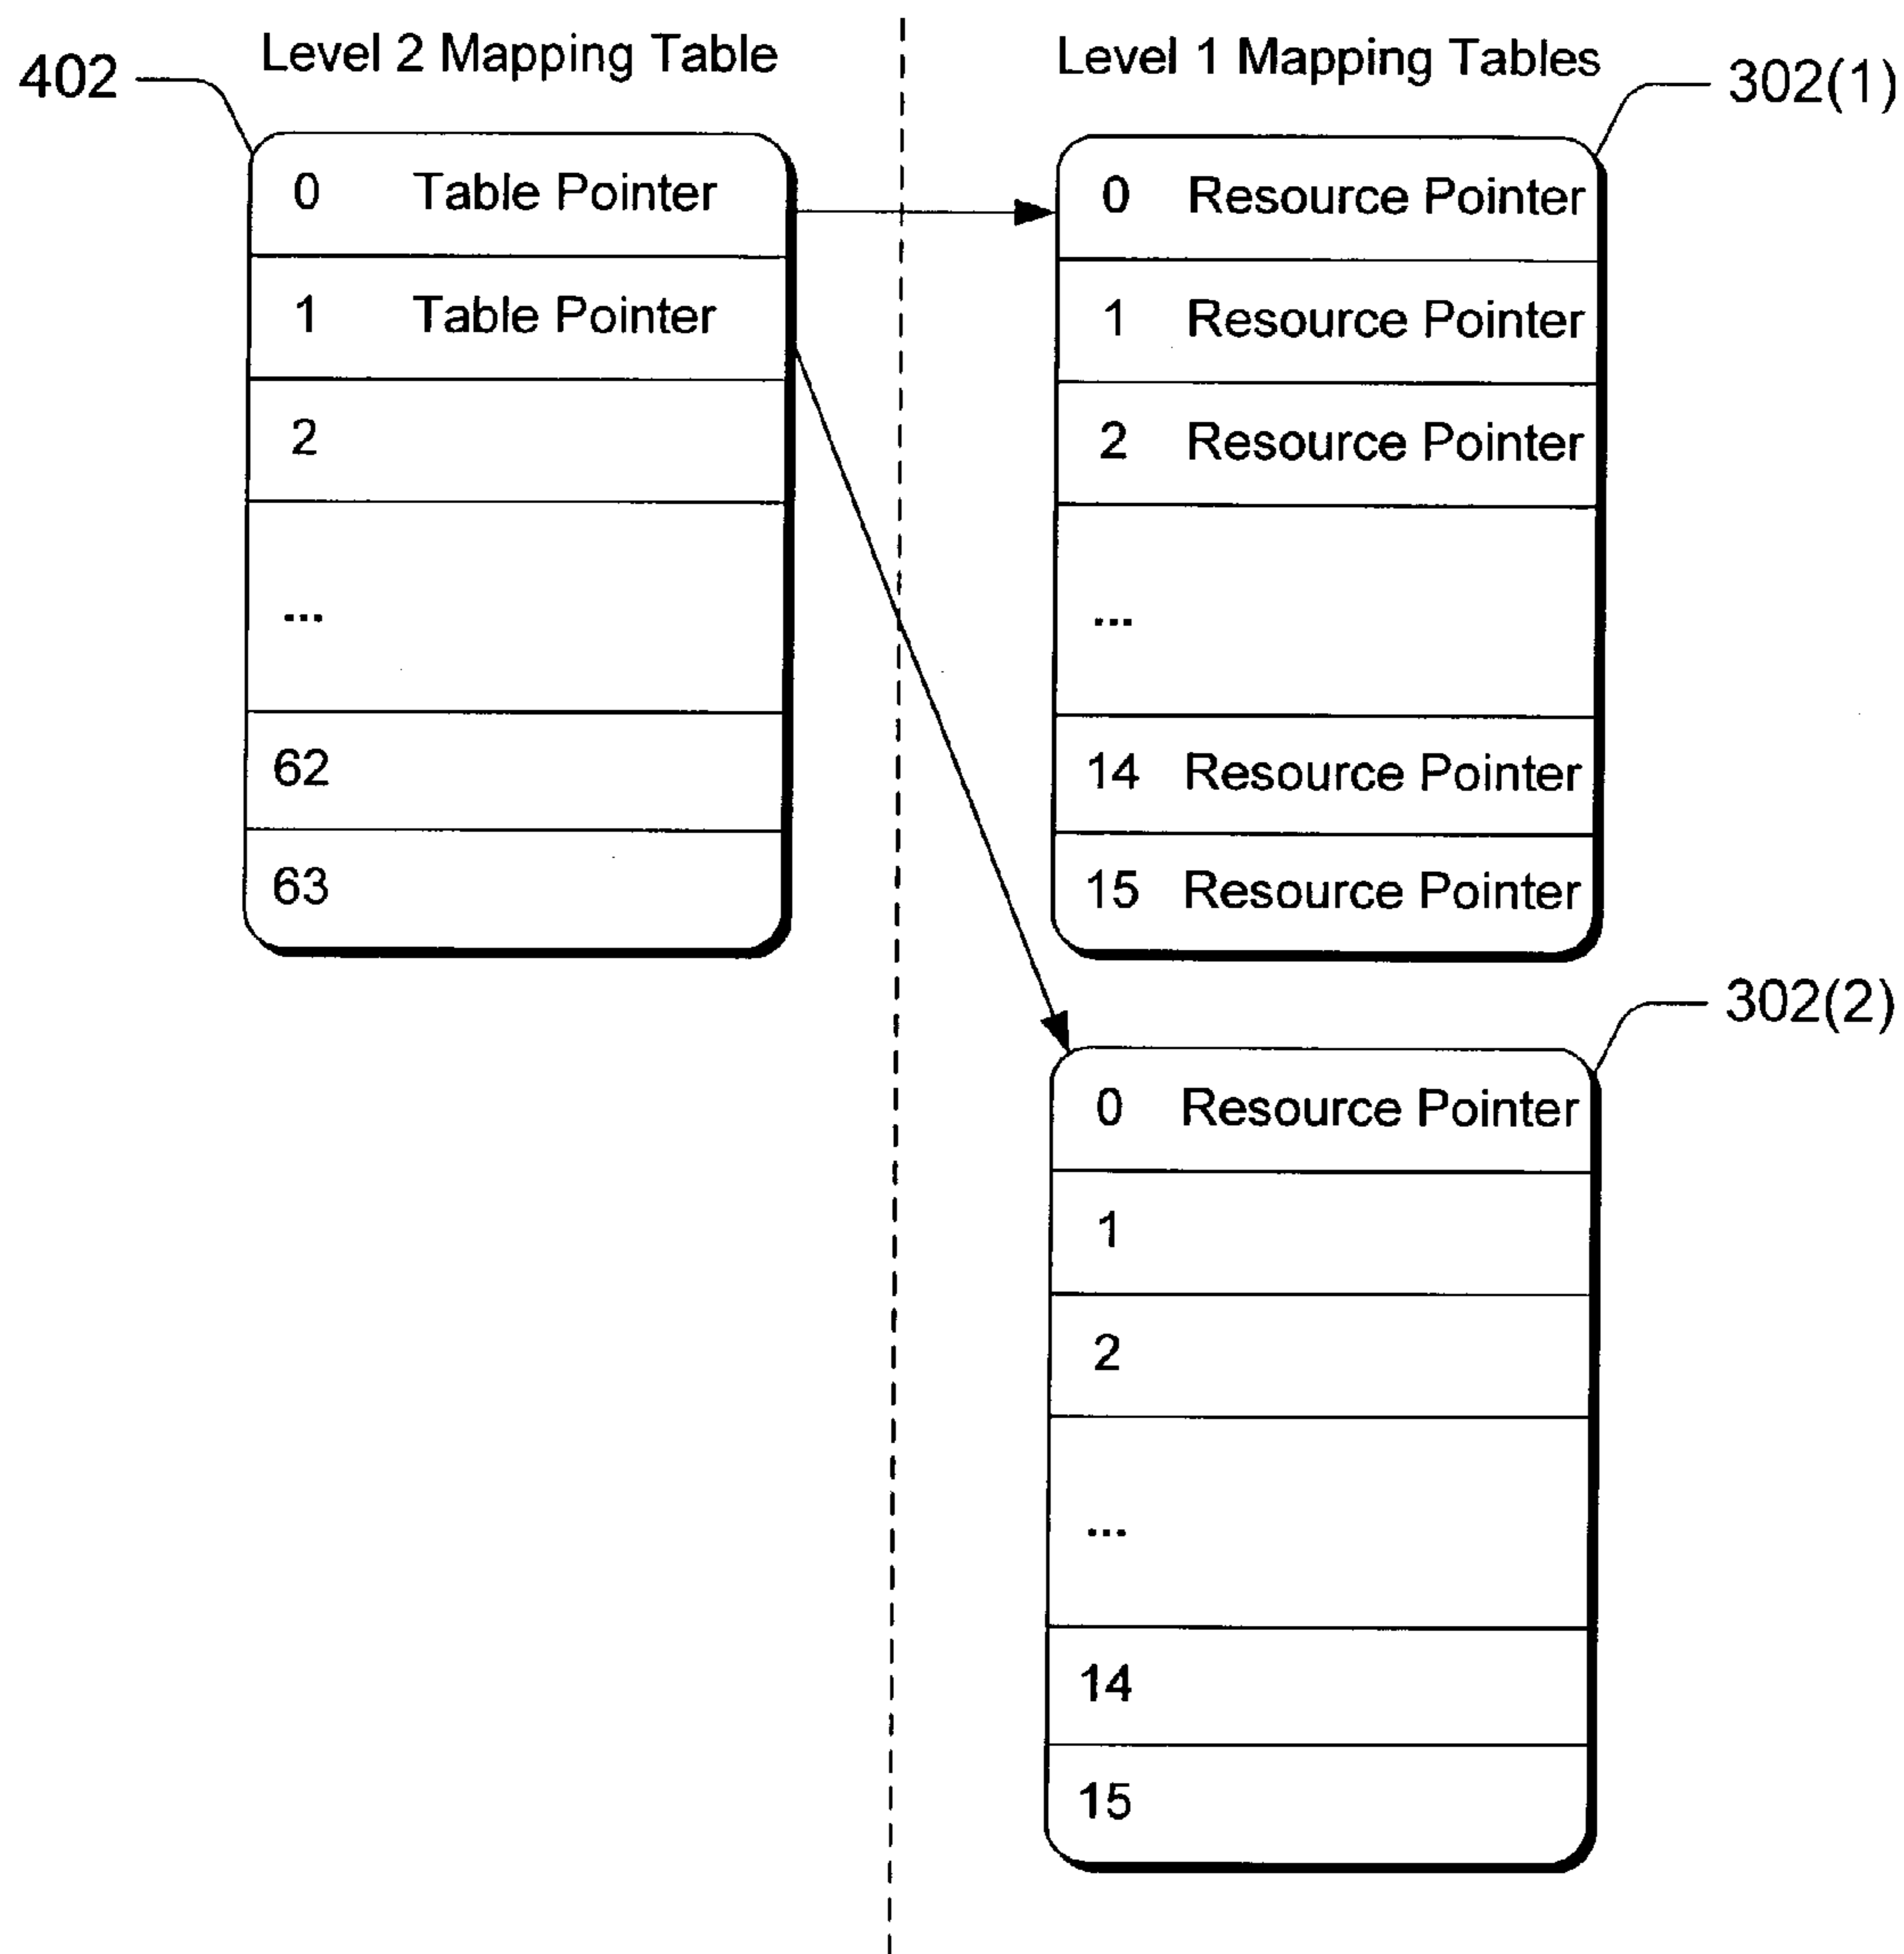 Level 2 Mapping Table
402
0 Table Pointer
1 Table Pointer
2
...
62
63
Level 1 Mapping Tables
302(1)
0 Resource Pointer
1 Resource Pointer
2 Resource Pointer
...
14 Resource Pointer
15 Resource Pointer
302(2)
0 Resource Pointer
1
2
...
14
15